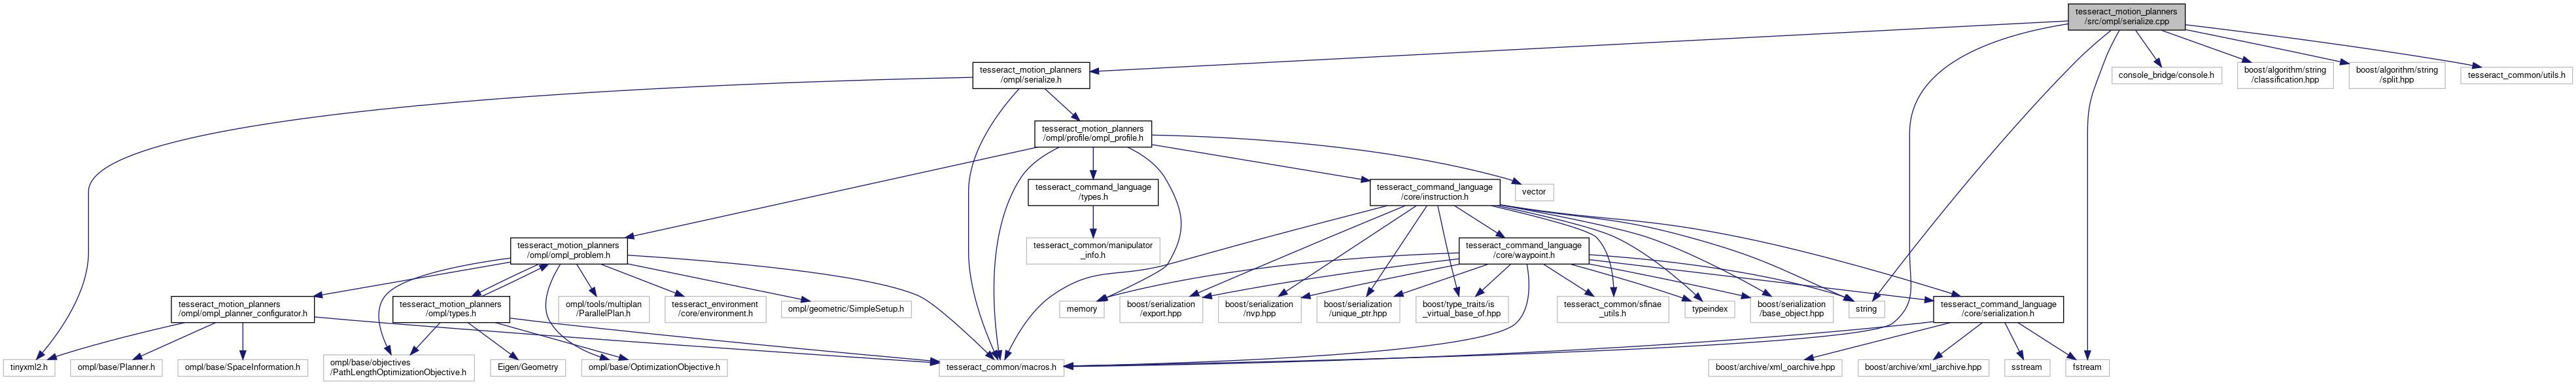 tesseract_motion_planners
/src/ompl/serialize.cpp
tesseract_motion_planners
/ompl/serialize.h
console_bridge/console.h
boost/algorithm/string
/classification.hpp
boost/algorithm/string
/split.hpp
tesseract_common/utils.h
tesseract_motion_planners
/ompl/profile/ompl_profile.h
tesseract_command_language
/types.h
tesseract_command_language
/core/instruction.h
vector
tesseract_motion_planners
/ompl/ompl_problem.h
tesseract_common/manipulator
_info.h
tesseract_command_language
/core/waypoint.h
tesseract_motion_planners
/ompl/ompl_planner_configurator.h
tesseract_motion_planners
/ompl/types.h
ompl/tools/multiplan
/ParallelPlan.h
tesseract_environment
/core/environment.h
ompl/geometric/SimpleSetup.h
memory
boost/serialization
/export.hpp
boost/serialization
/nvp.hpp
boost/serialization
/unique_ptr.hpp
boost/type_traits/is
_virtual_base_of.hpp
tesseract_common/sfinae
_utils.h
typeindex
boost/serialization
/base_object.hpp
string
tesseract_command_language
/core/serialization.h
tinyxml2.h
ompl/base/Planner.h
ompl/base/SpaceInformation.h
ompl/base/objectives
/PathLengthOptimizationObjective.h
Eigen/Geometry
ompl/base/OptimizationObjective.h
tesseract_common/macros.h
boost/archive/xml_oarchive.hpp
boost/archive/xml_iarchive.hpp
sstream
fstream